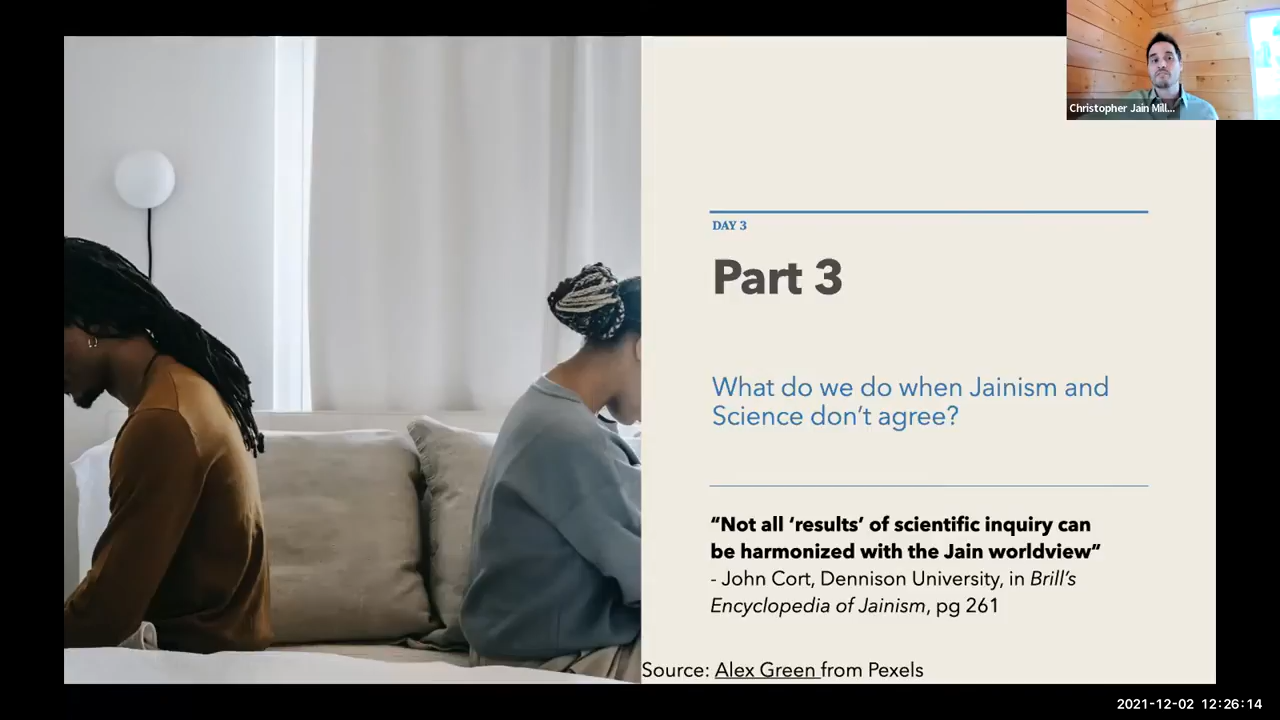 Christopher Jain Mill...
DAY 3
Part 3
What do we do when Jainism and
Science don’t agree?
“Not all ‘results’ of scientific inquiry can
be harmonized with the Jain worldview”
- John Cort, Dennison University, in Brill’s
Encyclopedia of Jainism, pg 261
Source: Alex Green from Pexels
2021-12-02 12:26:14